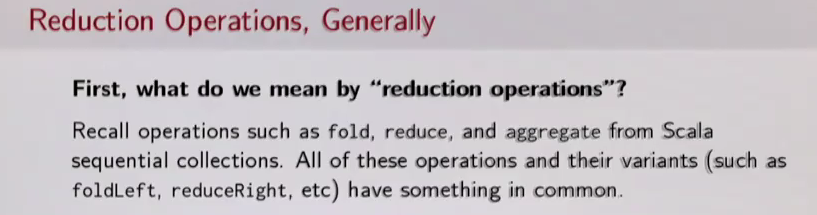 Reduction Operations, Generally
First, what do we mean by “reduction operations”?
Recall operations such as fold, reduce, and aggregate from Scala
sequential collections. All of these operations and their variants (such as
foldLeft, reduceRight, etc) have something in common.